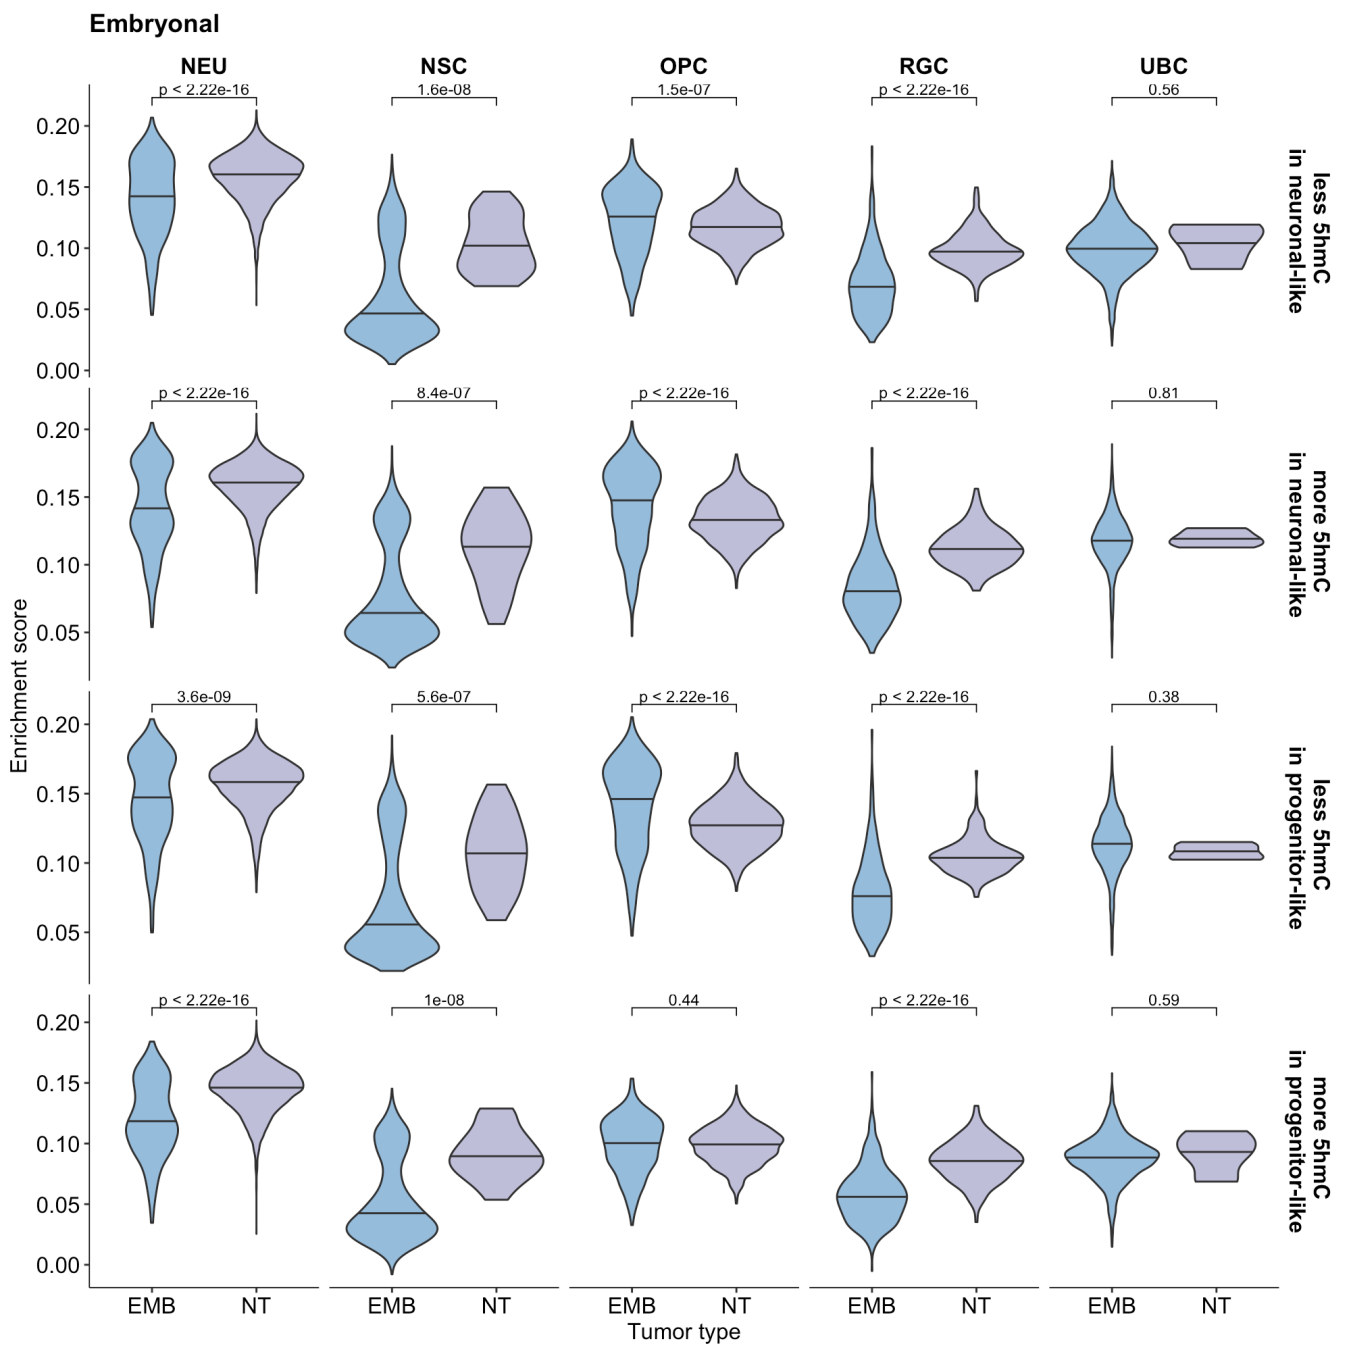 Embryonal
NEU NSC OPC RGC UBC
p < 2.22e-16 1.6e-08 1.5e-07 p < 2.22e-16 0.56
0.20
0.15
0.10
0.05
0.00
less 5hmC
in neuronal-like
p < 2.22e-16 8.4e-07 p < 2.22e-16 p < 2.22e-16 0.81
0.20
0.15
0.10
0.05
more 5hmC
in neuronal-like
Enrichment score
3.6e-09 5.6e-07 p < 2.22e-16 p < 2.22e-16 0.38
0.20
0.15
0.10
0.05
less 5hmC
in progenitor-like
p < 2.22e-16 1e-08 0.44 p < 2.22e-16 0.59
0.20
0.15
0.10
0.05
0.00
more 5hmC
in progenitor-like
EMB NT EMB NT EMB NT EMB NT EMB NT
Tumor type